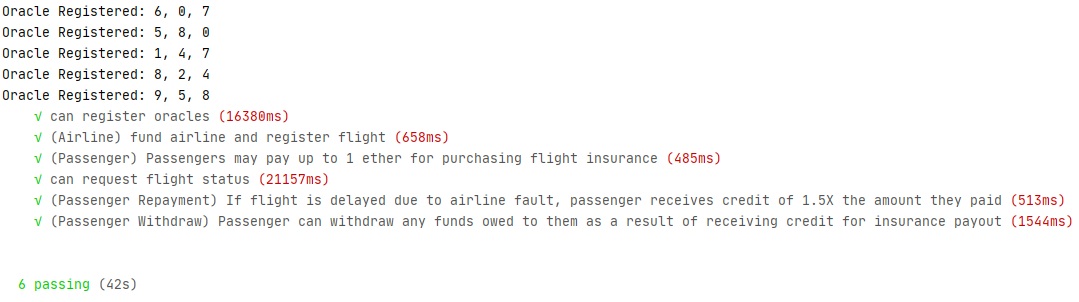 Oracle Registered: 6, 0, 7
Oracle Registered: 5, 8, 0
Oracle Registered: 1, 4, 7
Oracle Registered: 8, 2, 4
Oracle Registered: 9, 5, 8
√ can register oracles (16380ms)
√ (Airline) fund airline and register flight (658ms)
√ (Passenger) Passengers may pay up to 1 ether for purchasing flight insurance (485ms)
√ can request flight status (21157ms)
√ (Passenger Repayment) If flight is delayed due to airline fault, passenger receives credit of 1.5X the amount they paid (513ms)
√ (Passenger Withdraw) Passenger can withdraw any funds owed to them as a result of receiving credit for insurance payout (1544ms)
6 passing (42s)